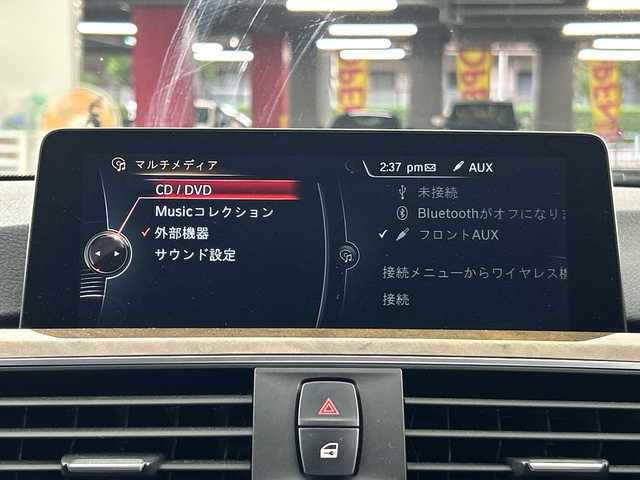 OPEN
OPEN
OPEN
マルチメディア
CD / DVD
Musicコレクション
外部機器
サウンド設定
2:37 pm
AUX
未接続
Bluetoothがオフになり
フロントAUX
接続メニューからワイヤレス
接続